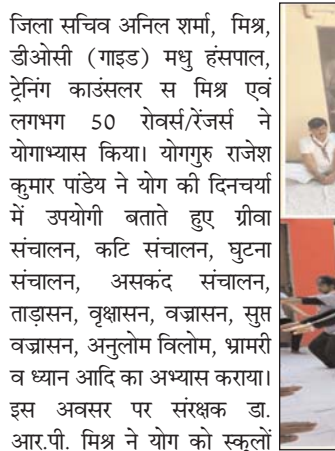 जिला सचिव अनिल शर्मा, मिश्र,
डीओसी (गाइड) मधु हंसपाल,
ट्रेनिंग काउंसलर स मिश्र एवं
लगभग 50 रोवर्स/रेंजर्स ने
योगाभ्यास किया। योगगुरु राजेश
कुमार पांडेय ने योग की दिनचर्या
में उपयोगी बताते हुए ग्रीवा
संचालन, कटि संचालन, घुटना
संचालन, असकंद संचालन,
ताड़ासन, वृक्षासन, वज्रासन, सुप्त
वज्रासन, अनुलोम विलोम, भ्रामरी
व ध्यान आदि का अभ्यास कराया।
इस अवसर पर संरक्षक डा.
आर.पी. मिश्र ने योग को स्कूलों